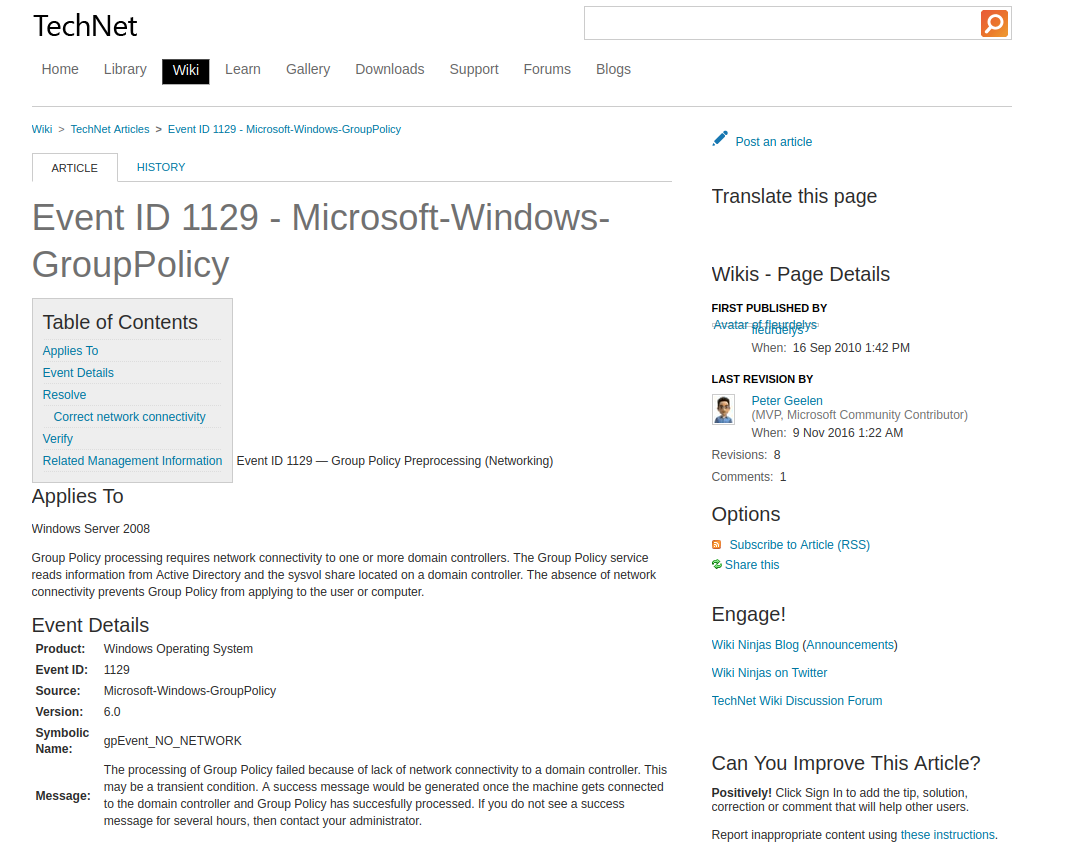 TechNet
Home Library Wiki Learn Gallery Downloads Support Forums Blogs
Wiki > TechNet Articles > Event ID 1129 - Microsoft-Windows-GroupPolicy
ARTICLE HISTORY
Event ID 1129 - Microsoft-Windows-
GroupPolicy
Table of Contents
Applies To
Event Details
Resolve
Correct network connectivity
Verify
Related Management Information
Event ID 1129 — Group Policy Preprocessing (Networking)
Applies To
Windows Server 2008
Group Policy processing requires network connectivity to one or more domain controllers. The Group Policy service
reads information from Active Directory and the sysvol share located on a domain controller. The absence of network
connectivity prevents Group Policy from applying to the user or computer.
Event Details
Product: Windows Operating System
Event ID: 1129
Source: Microsoft-Windows-GroupPolicy
Version: 6.0
Symbolic
Name: gpEvent_NO_NETWORK
Message: The processing of Group Policy failed because of lack of network connectivity to a domain controller. This
may be a transient condition. A success message would be generated once the machine gets connected
to the domain controller and Group Policy has succesfully processed. If you do not see a success
message for several hours, then contact your administrator.
Post an article
Translate this page
Wikis - Page Details
FIRST PUBLISHED BY
Avatar of fleurdelys
fleurdelys
When: 16 Sep 2010 1:42 PM
LAST REVISION BY
Peter Geelen
(MVP, Microsoft Community Contributor)
When: 9 Nov 2016 1:22 AM
Revisions: 8
Comments: 1
Options
Subscribe to Article (RSS)
Share this
Engage!
Wiki Ninjas Blog (Announcements)
Wiki Ninjas on Twitter
TechNet Wiki Discussion Forum
Can You Improve This Article?
Positively! Click Sign In to add the tip, solution,
correction or comment that will help other users.
Report inappropriate content using these instructions.